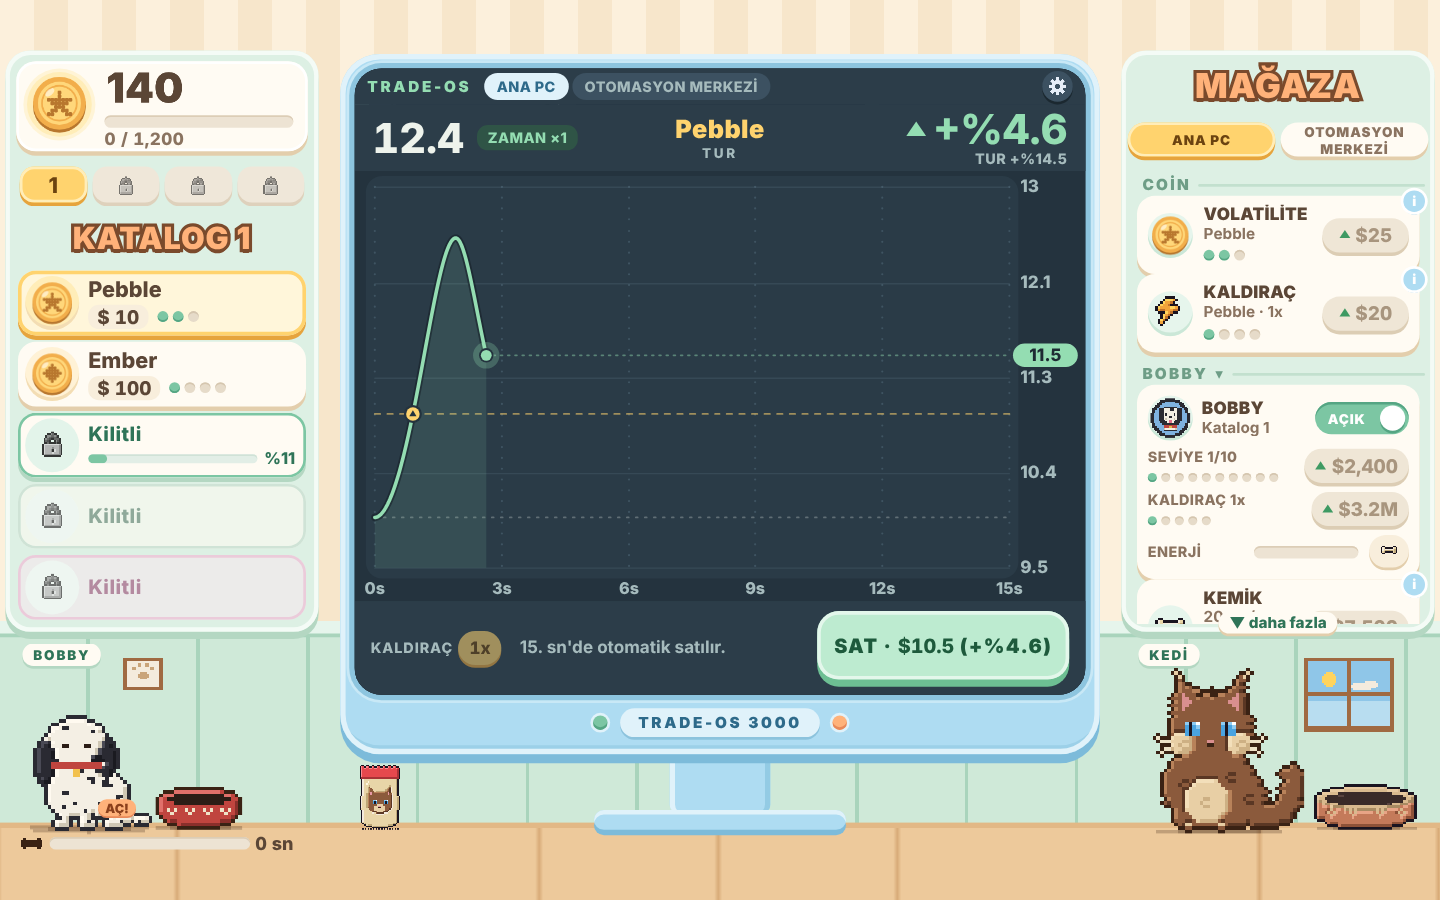 140
0 / 1,200
1
KATALOG 1
Pebble
$ 10
Ember
$ 100
Kilitli
%11
Kilitli
Kilitli
BOBBY
AÇ!
0 sn
TRADE-OS
ANA PC
OTOMASYON MERKEZİ
12.4
ZAMAN ×1
Pebble
TUR
+%4.6
TUR +%14.5
13
12.1
11.5
11.3
10.4
9.5
0s
3s
6s
9s
12s
15s
KALDIRAÇ
1x
15. sn'de otomatik satılır.
SAT · $10.5 (+%4.6)
TRADE-OS 3000
MAĞAZA
ANA PC
OTOMASYON
MERKEZİ
COİN
i
VOLATİLİTE
Pebble
$25
i
KALDIRAÇ
Pebble · 1x
$20
BOBBY ▼
BOBBY
Katalog 1
AÇIK
SEVİYE 1/10
$2,400
KALDIRAÇ 1x
$3.2M
ENERJİ
i
KEMİK
▼ daha fazla
KEDİ